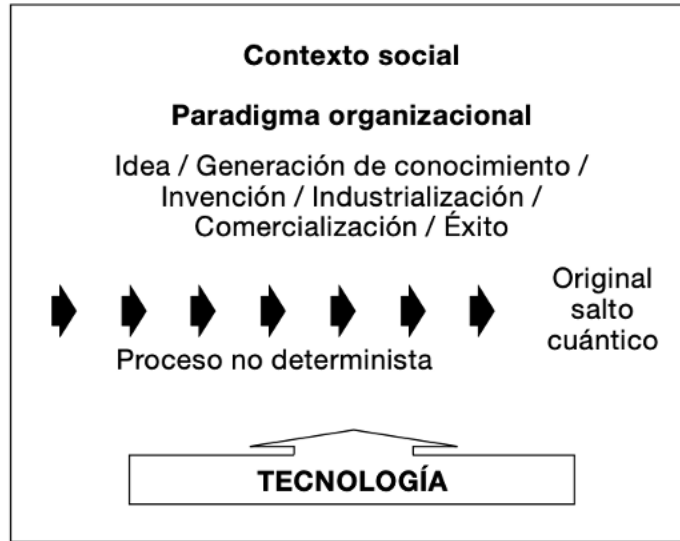 Contexto social
Paradigma organizacional
Idea / Generación de conocimiento /
Invención / Industrialización /
Comercialización / Éxito
Original
salto
cuántico
Proceso no determinista
TECNOLOGÍA